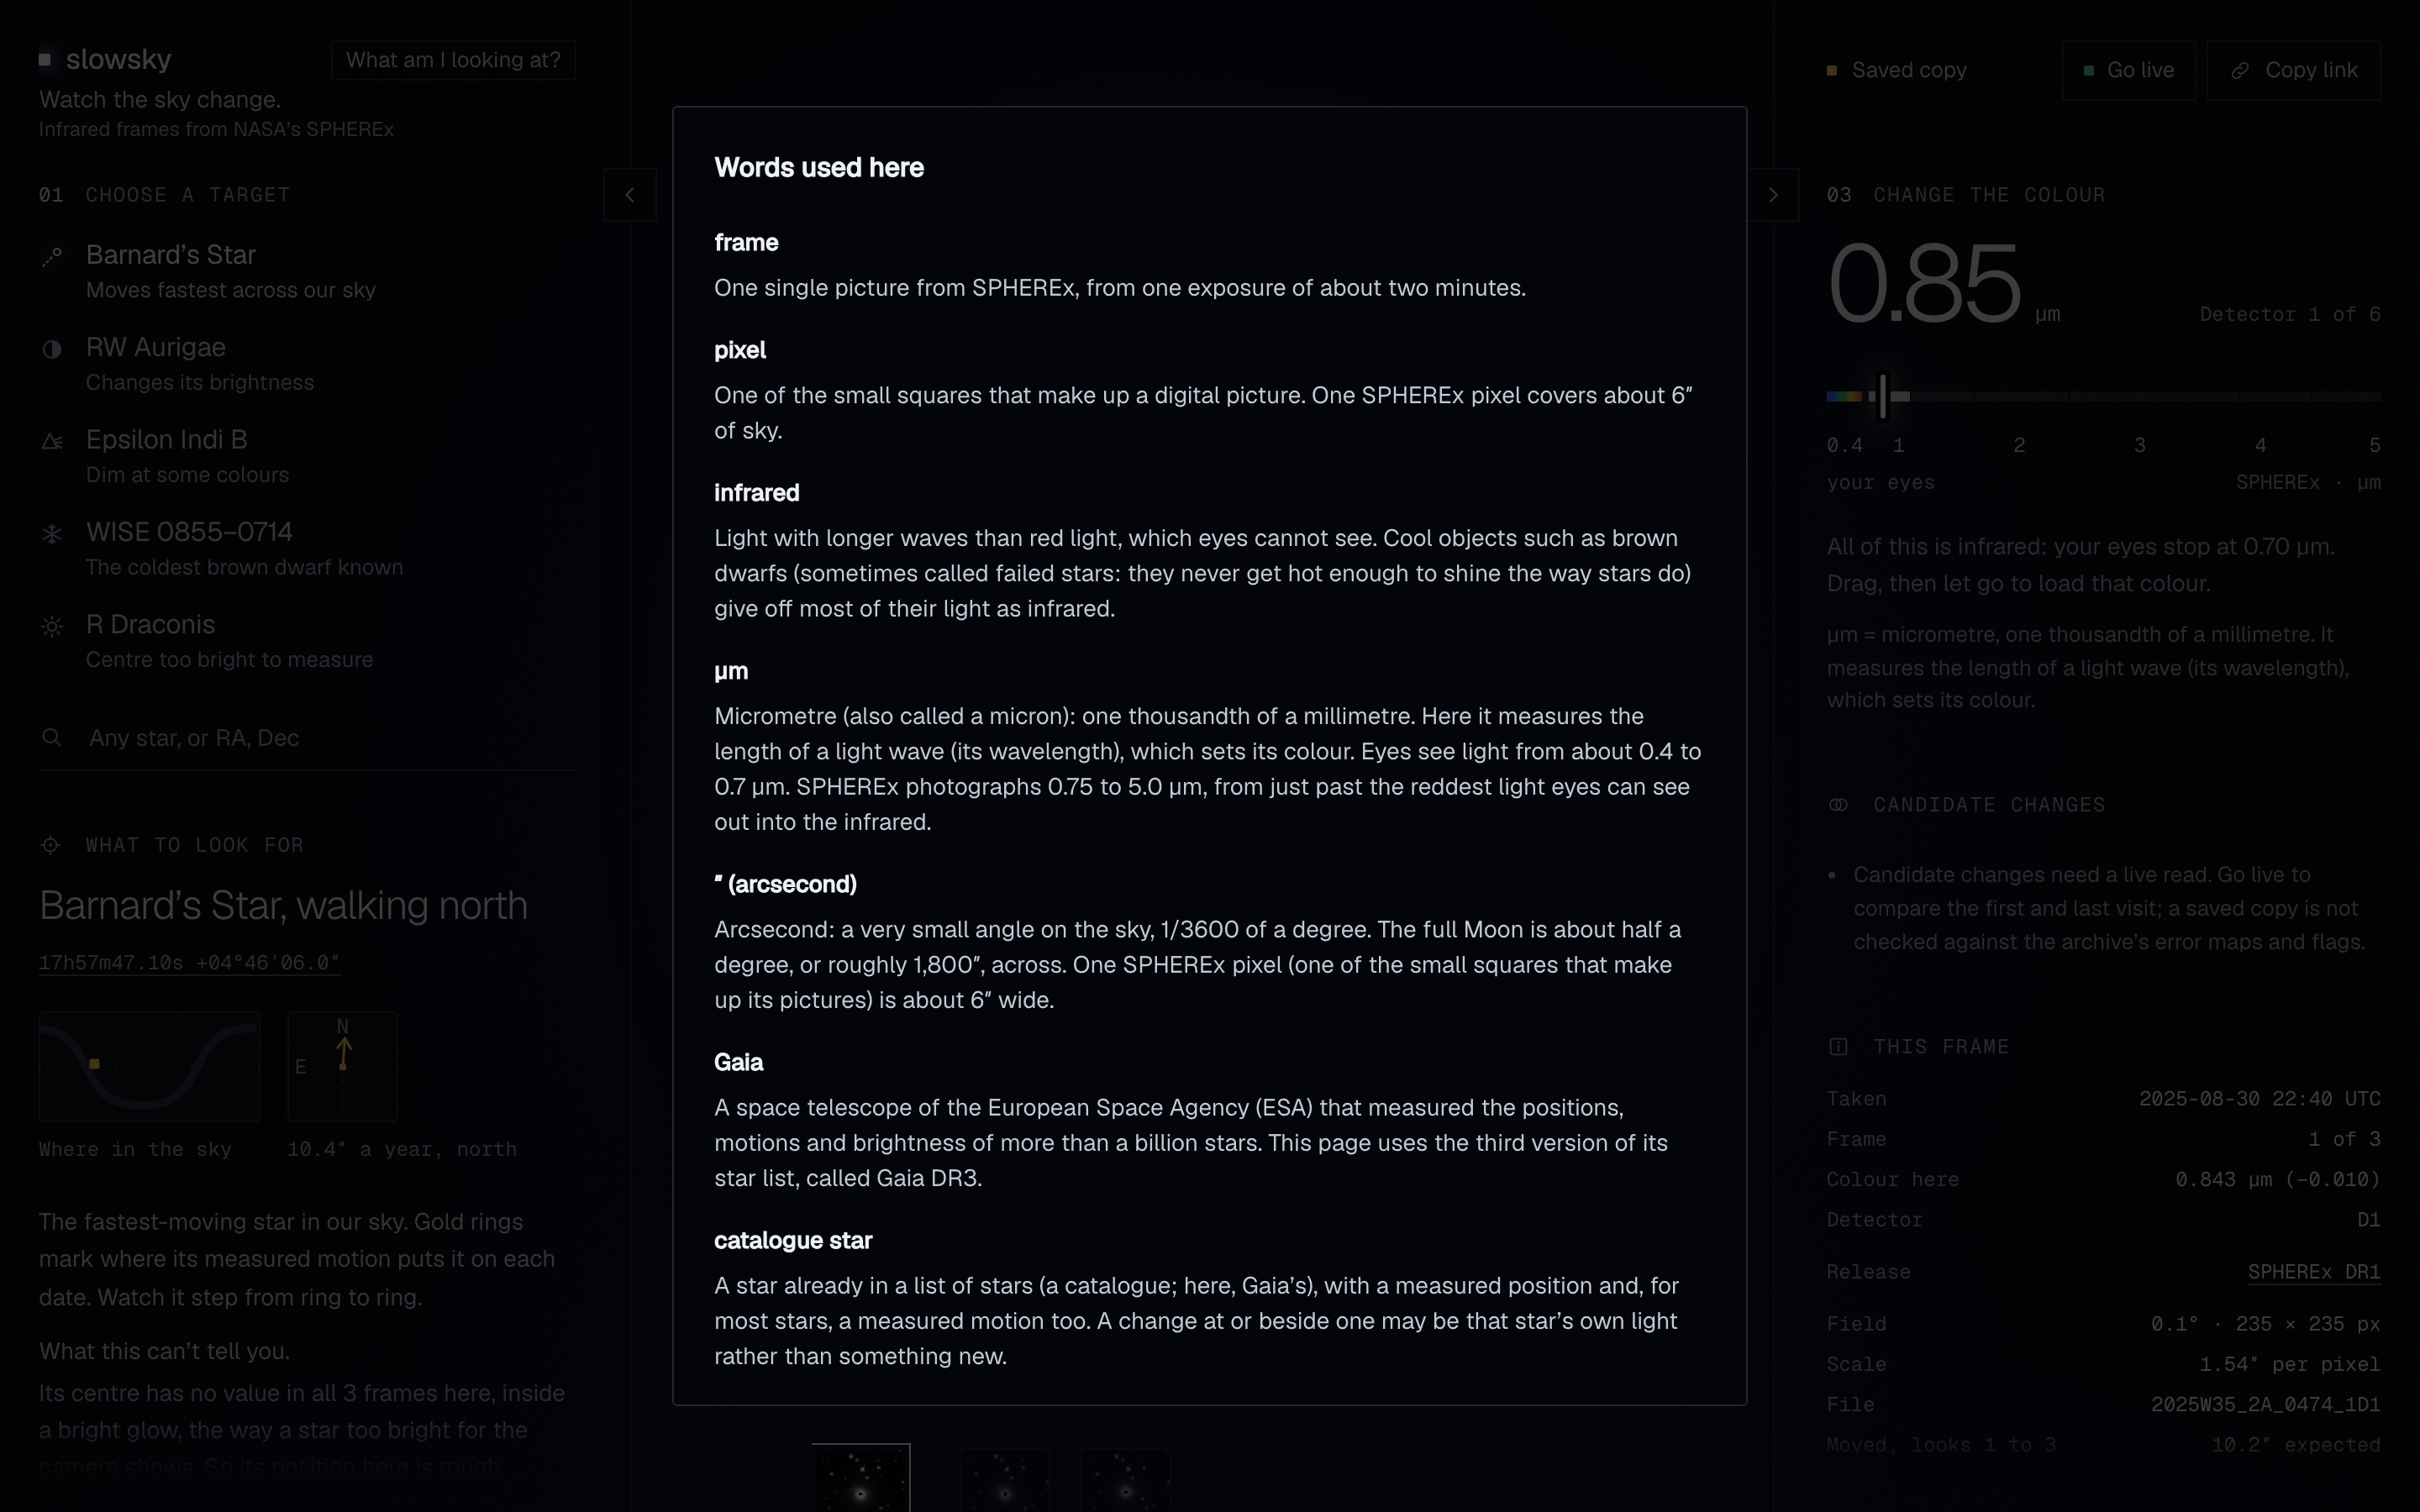 slowsky
What am I looking at?
Watch the sky change.
Infrared frames from NASA’s SPHEREx
01 CHOOSE A TARGET
Barnard’s Star
Moves fastest across our sky
RW Aurigae
Changes its brightness
Epsilon Indi B
Dim at some colours
WISE 0855–0714
The coldest brown dwarf known
R Draconis
Centre too bright to measure
Any star, or RA, Dec
WHAT TO LOOK FOR
Barnard’s Star, walking north
17h57m47.10s +04°46′06.0″
N
E
Where in the sky
10.4″ a year, north
The fastest-moving star in our sky. Gold rings
mark where its measured motion puts it on each
date. Watch it step from ring to ring.
What this can’t tell you.
Its centre has no value in all 3 frames here, inside
a bright glow, the way a star too bright for the
camera shows. So its position here is rough.
Words used here
frame
One single picture from SPHEREx, from one exposure of about two minutes.
pixel
One of the small squares that make up a digital picture. One SPHEREx pixel covers about 6″
of sky.
infrared
Light with longer waves than red light, which eyes cannot see. Cool objects such as brown
dwarfs (sometimes called failed stars: they never get hot enough to shine the way stars do)
give off most of their light as infrared.
µm
Micrometre (also called a micron): one thousandth of a millimetre. Here it measures the
length of a light wave (its wavelength), which sets its colour. Eyes see light from about 0.4 to
0.7 µm. SPHEREx photographs 0.75 to 5.0 µm, from just past the reddest light eyes can see
out into the infrared.
″ (arcsecond)
Arcsecond: a very small angle on the sky, 1/3600 of a degree. The full Moon is about half a
degree, or roughly 1,800″, across. One SPHEREx pixel (one of the small squares that make
up its pictures) is about 6″ wide.
Gaia
A space telescope of the European Space Agency (ESA) that measured the positions,
motions and brightness of more than a billion stars. This page uses the third version of its
star list, called Gaia DR3.
catalogue star
A star already in a list of stars (a catalogue; here, Gaia’s), with a measured position and, for
most stars, a measured motion too. A change at or beside one may be that star’s own light
rather than something new.
Saved copy
Go live
Copy link
03 CHANGE THE COLOUR
0.85 µm
Detector 1 of 6
0.4 1 2 3 4 5
your eyes
SPHEREx · µm
All of this is infrared: your eyes stop at 0.70 µm.
Drag, then let go to load that colour.
µm = micrometre, one thousandth of a millimetre. It
measures the length of a light wave (its wavelength),
which sets its colour.
CANDIDATE CHANGES
Candidate changes need a live read. Go live to
compare the first and last visit; a saved copy is not
checked against the archive’s error maps and flags.
THIS FRAME
Taken 2025-08-30 22:40 UTC
Frame 1 of 3
Colour here 0.843 µm (−0.010)
Detector D1
Release SPHEREx DR1
Field 0.1° · 235 × 235 px
Scale 1.54″ per pixel
File 2025W35_2A_0474_1D1
Moved, looks 1 to 3 10.2″ expected